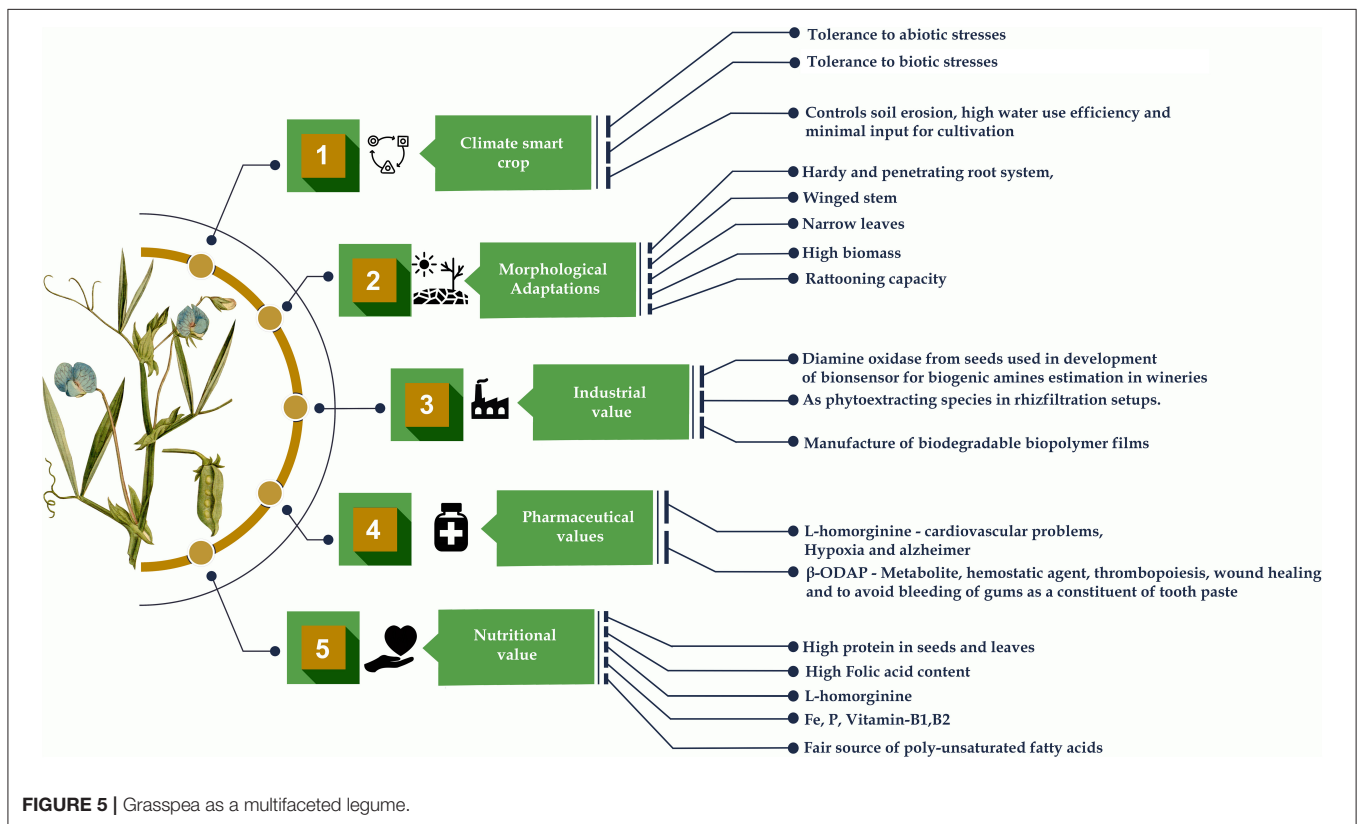 1
Climate smart
crop
Tolerance to abiotic stresses
Tolerance to biotic stresses
Controls soil erosion, high water use efficiency and
minimal input for cultivation
2
Morphological
Adaptations
Hardy and penetrating root system,
Winged stem
Narrow leaves
High biomass
Rattooning capacity
3
Industrial
value
Diamine oxidase from seeds used in development
of bionsensor for biogenic amines estimation in wineries
As phytoextracting species in rhizfiltration setups.
Manufacture of biodegradable biopolymer films
4
Pharmaceutical
values
L-homorginine - cardiovascular problems,
Hypoxia and alzheimer
β-ODAP - Metabolite, hemostatic agent, thrombopoiesis, wound healing
and to avoid bleeding of gums as a constituent of tooth paste
5
Nutritional
value
High protein in seeds and leaves
High Folic acid content
L-homorginine
Fe, P, Vitamin-B1,B2
Fair source of poly-unsaturated fatty acids
FIGURE 5 | Grasspea as a multifaceted legume.